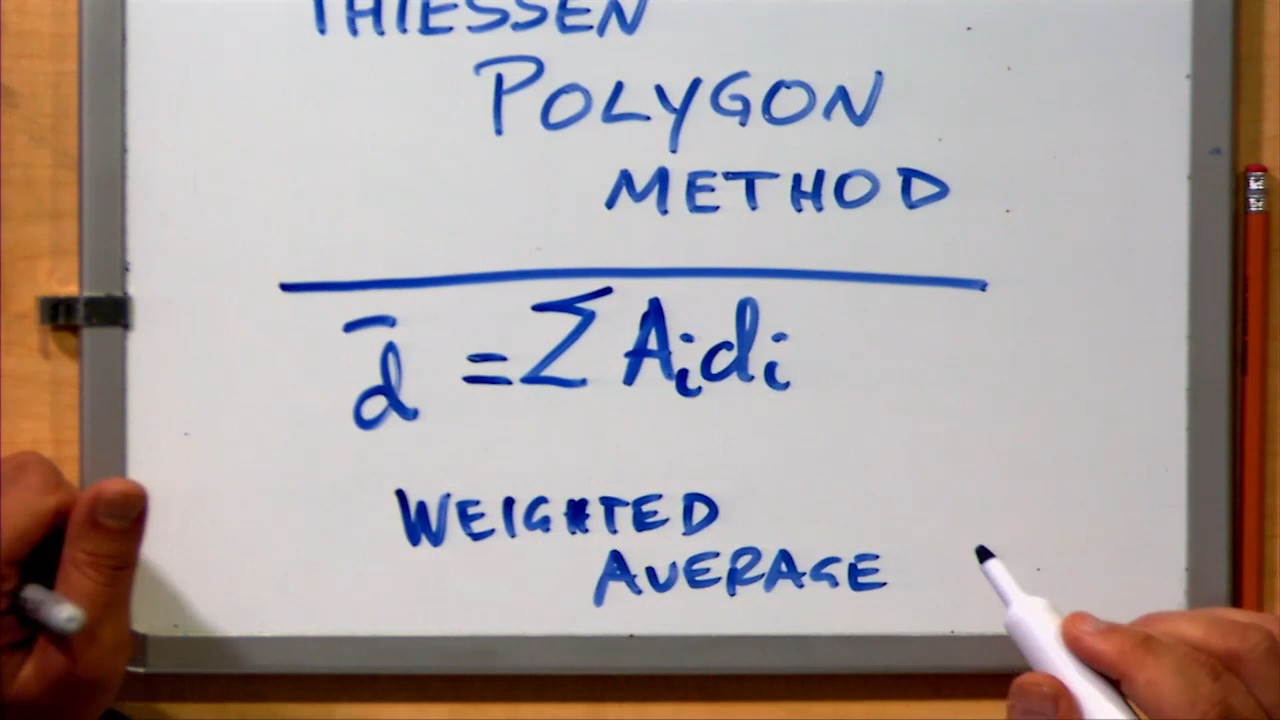 THIESSEN
POLYGON
METHOD
d̄ = Σ Aᵢdᵢ
WEIGHTED
AVERAGE